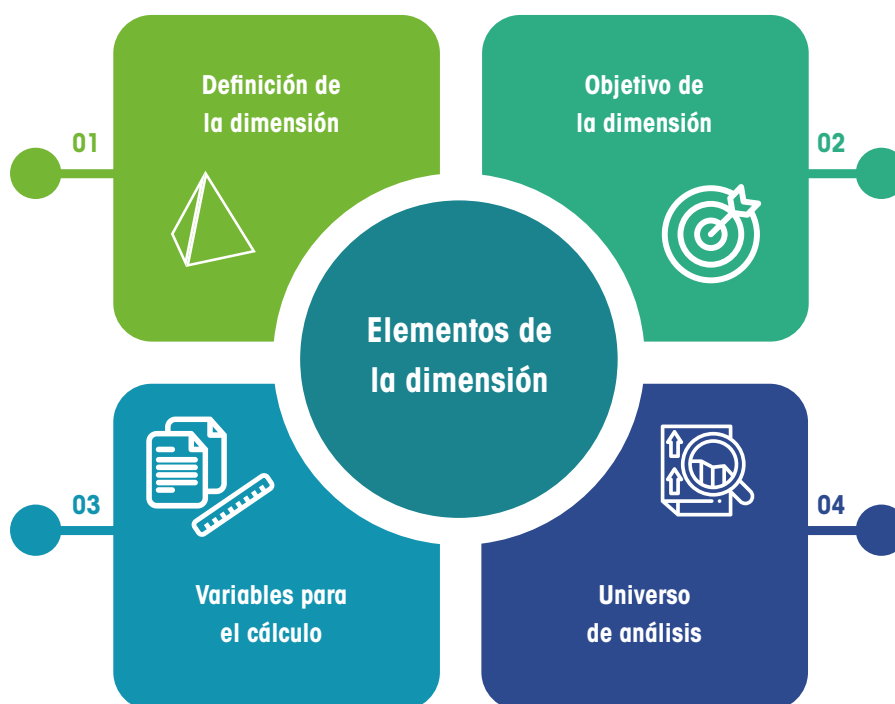 Definición de
la dimensión
01
Objetivo de
la dimensión
02
Elementos de
la dimensión
03
Variables para
el cálculo
04
Universo
de análisis